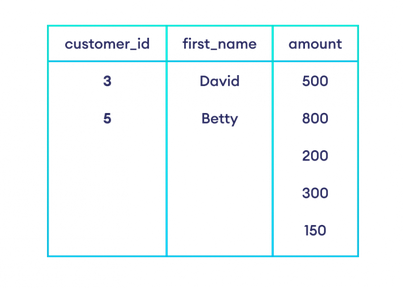 customer_id first_name amount
3 David 500
5 Betty 800
200
300
150